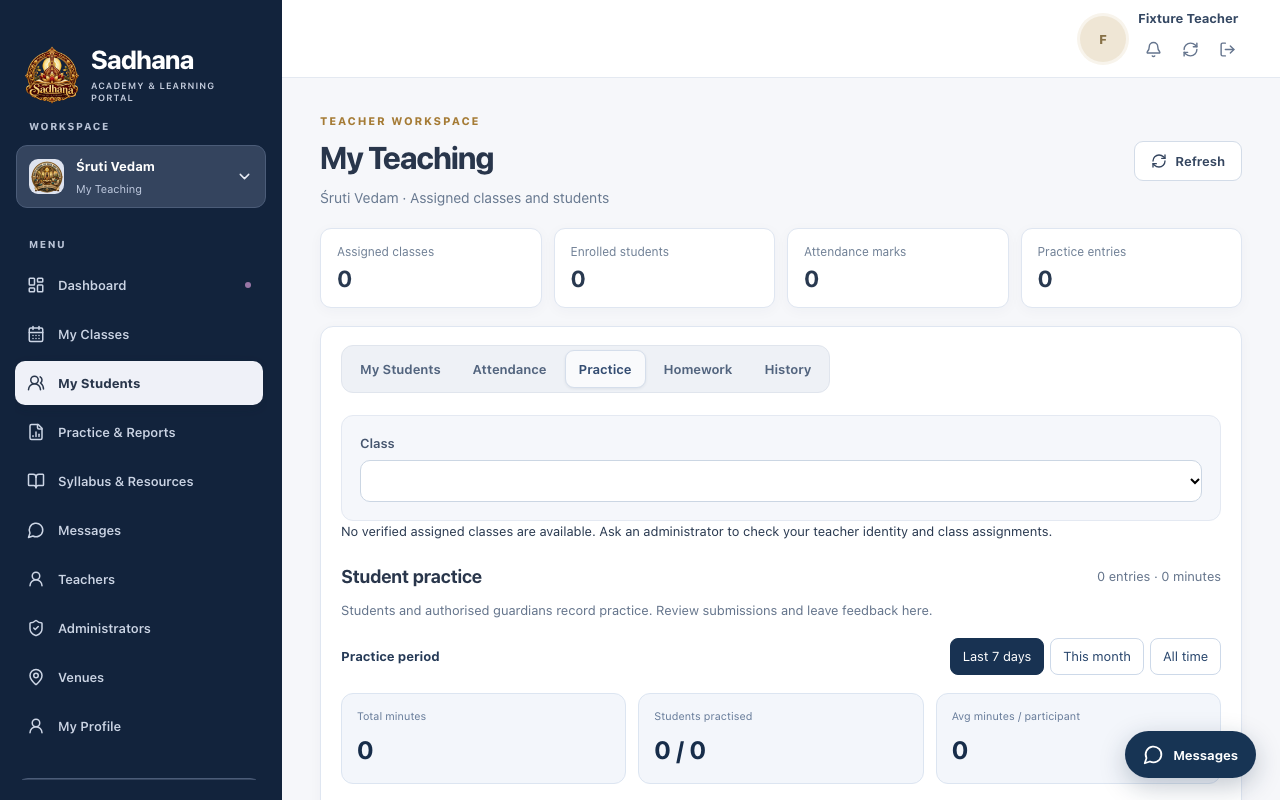 Sadhana
ACADEMY & LEARNING
PORTAL
Sadhana
WORKSPACE
Śruti Vedam
My Teaching
MENU
Dashboard
My Classes
My Students
Practice & Reports
Syllabus & Resources
Messages
Teachers
Administrators
Venues
My Profile
F
Fixture Teacher
TEACHER WORKSPACE
My Teaching
Śruti Vedam · Assigned classes and students
Refresh
Assigned classes
0
Enrolled students
0
Attendance marks
0
Practice entries
0
My Students
Attendance
Practice
Homework
History
Class
No verified assigned classes are available. Ask an administrator to check your teacher identity and class assignments.
Student practice
0 entries · 0 minutes
Students and authorised guardians record practice. Review submissions and leave feedback here.
Practice period
Last 7 days
This month
All time
Total minutes
0
Students practised
0 / 0
Avg minutes / participant
0
Messages